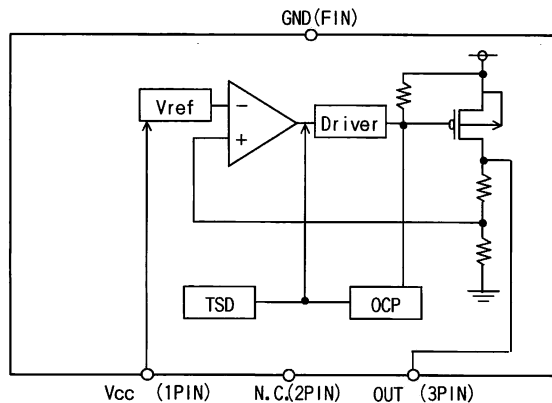 GND(FIN)
Vref
−
+
Driver
TSD
OCP
Vcc (1PIN)
N.C.(2PIN)
OUT (3PIN)